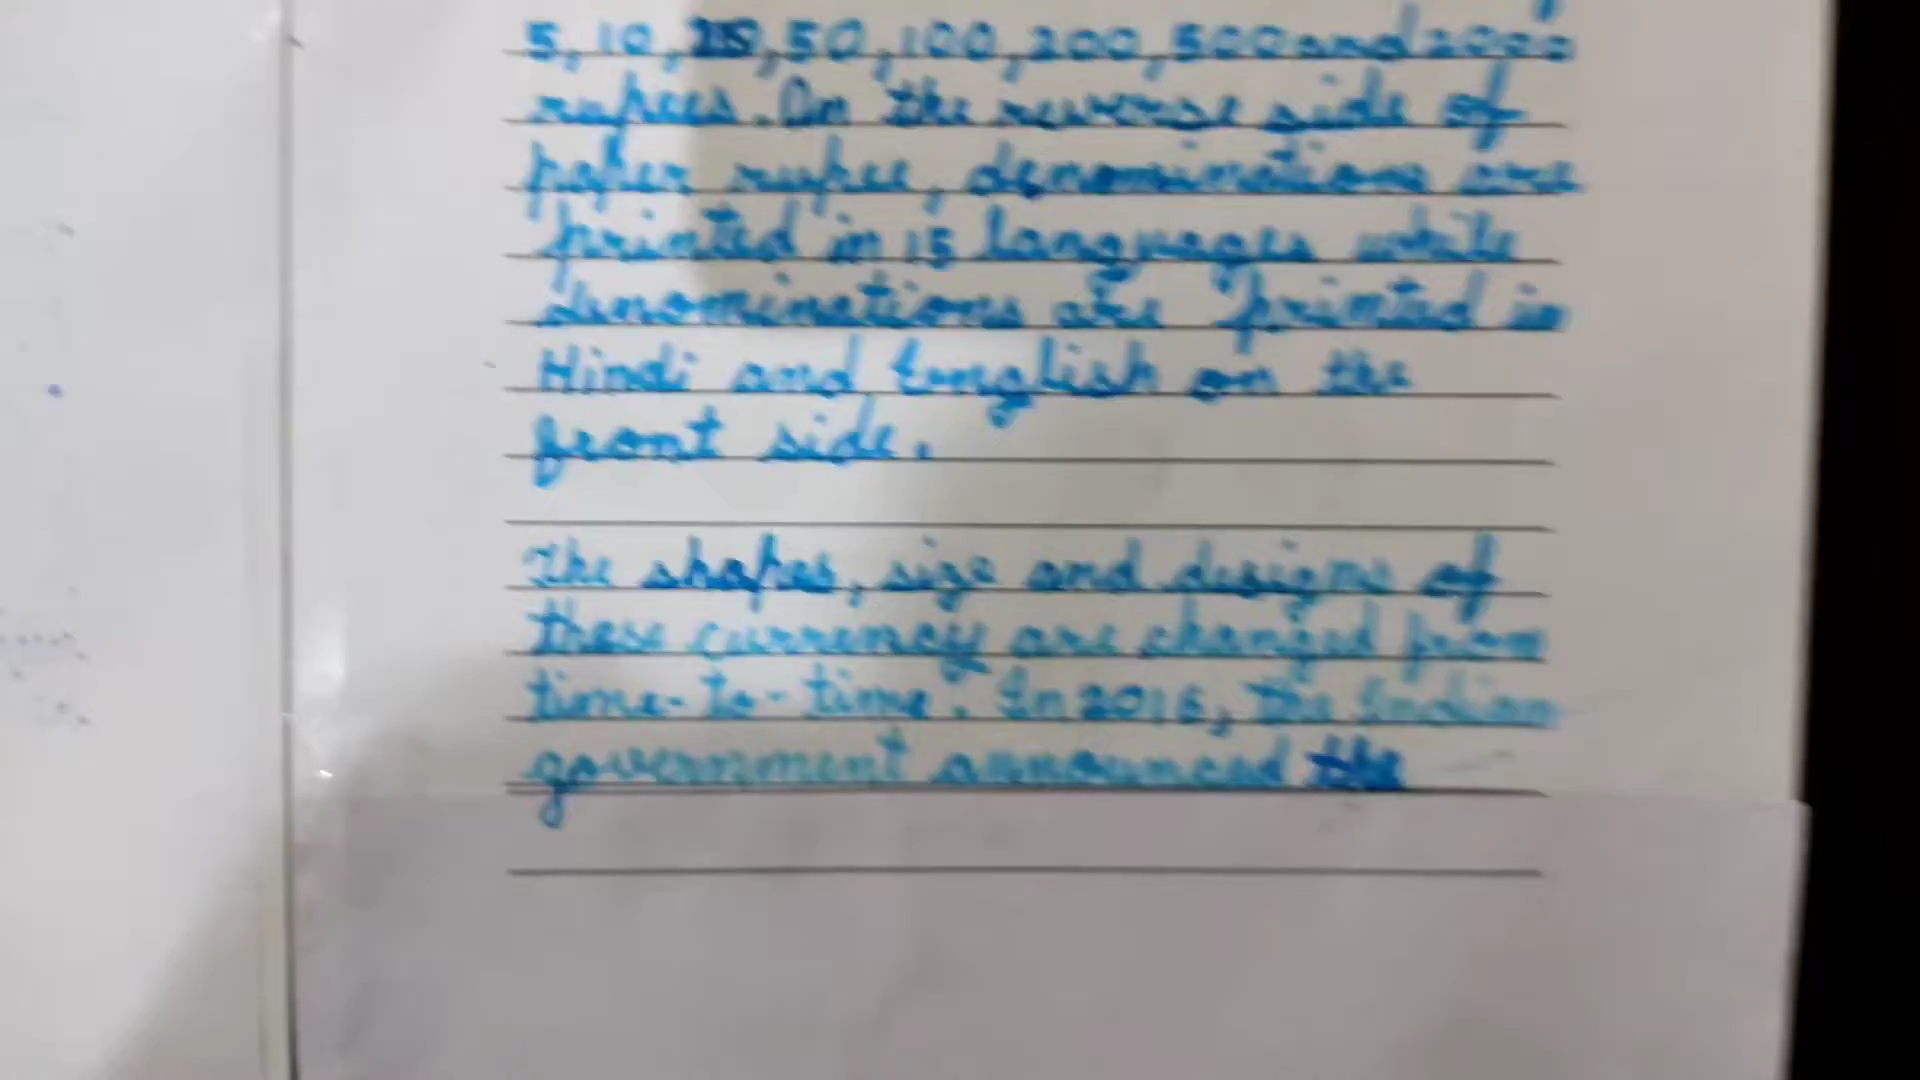 5, 10, 50, 100, 200, 500 and 2000
rupees. On the reverse side of
paper rupee, denominations are
printed in 15 languages while
denominations are printed in
Hindi and English on the
front side.
The shapes, size and designs of
these currency are changed from
time-to-time. In 2016, the Indian
government announced the